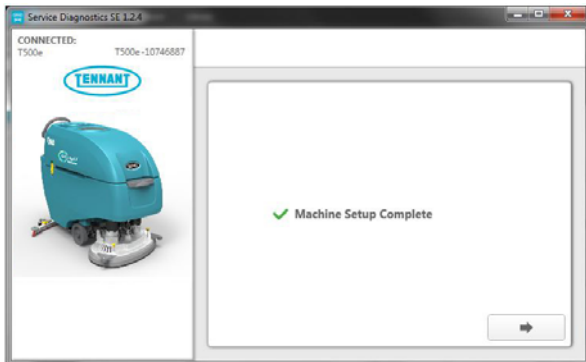 Service Diagnostics SE 1.2.4
CONNECTED:
T500e T500e-10746887
TENNANT
Machine Setup Complete